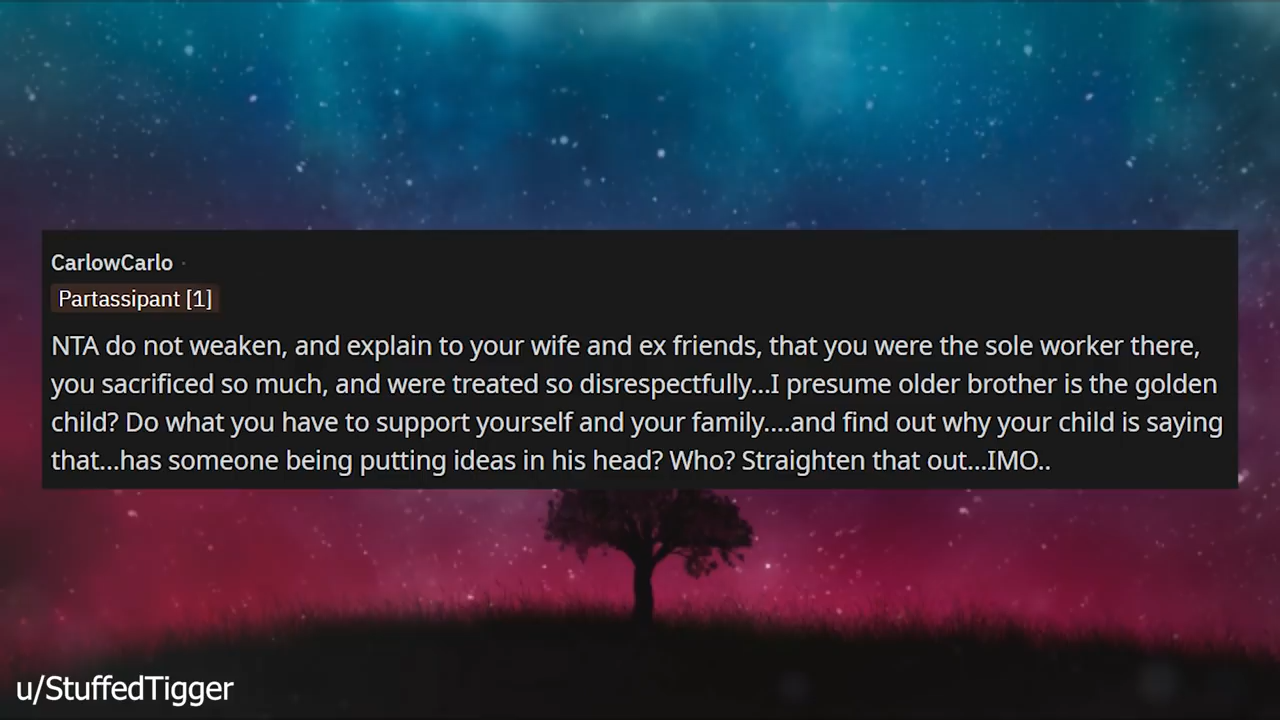 CarlowCarlo ·
Partassipant [1]
NTA do not weaken, and explain to your wife and ex friends, that you were the sole worker there,
you sacrificed so much, and were treated so disrespectfully...I presume older brother is the golden
child? Do what you have to support yourself and your family....and find out why your child is saying
that...has someone being putting ideas in his head? Who? Straighten that out...IMO..
u/StuffedTigger